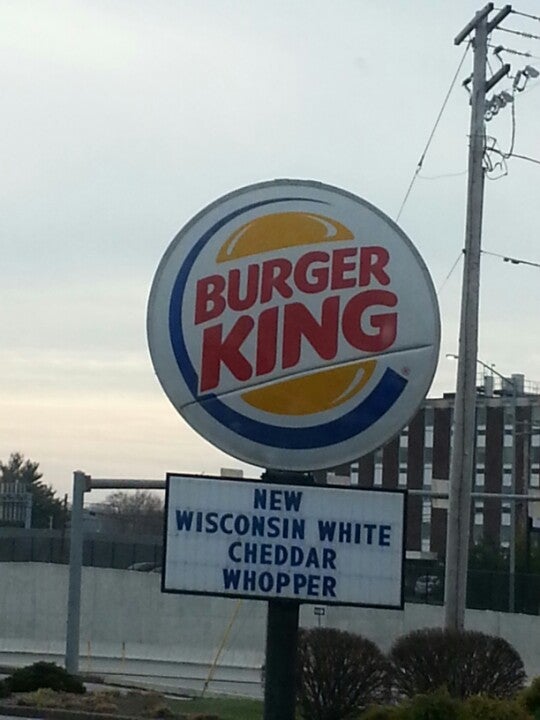 BURGER
KING
®
NEW
WISCONSIN WHITE
CHEDDAR
WHOPPER